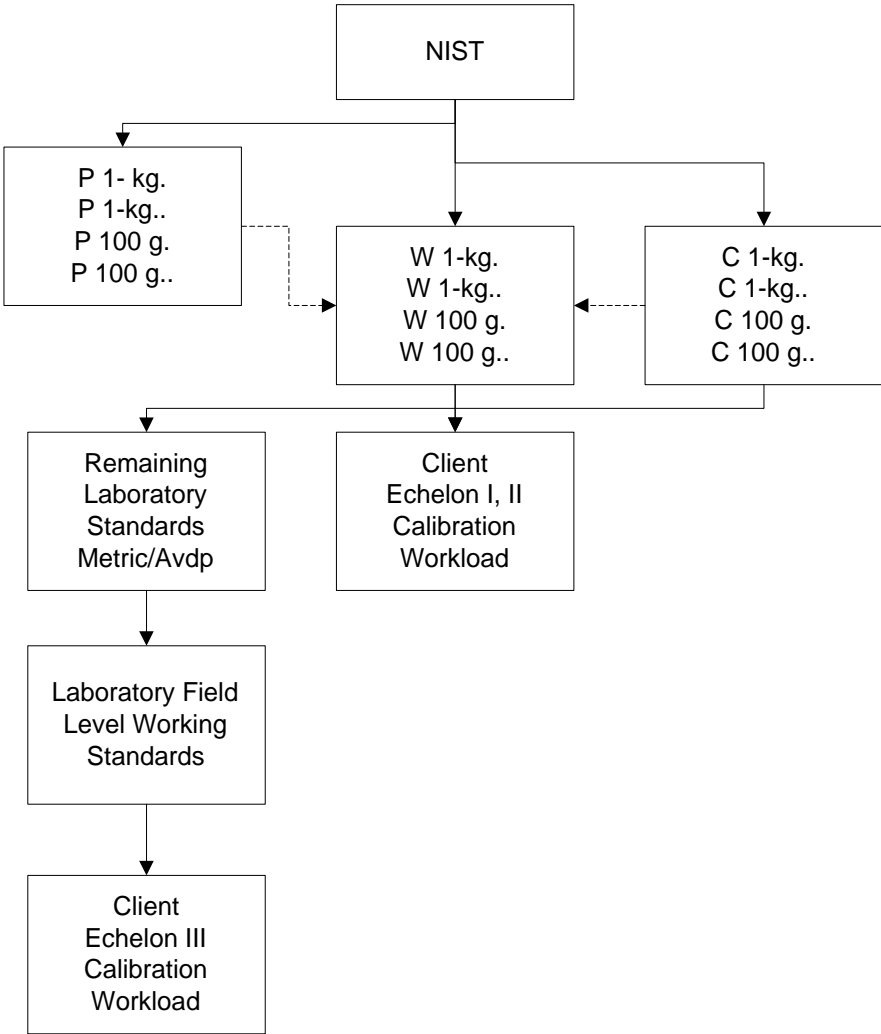 NIST
P 1- kg.
P 1-kg..
P 100 g.
P 100 g..
W 1-kg.
W 1-kg..
W 100 g.
W 100 g..
C 1-kg.
C 1-kg..
C 100 g.
C 100 g..
Remaining
Laboratory
Standards
Metric/Avdp
Client
Echelon I, II
Calibration
Workload
Laboratory Field
Level Working
Standards
Client
Echelon III
Calibration
Workload